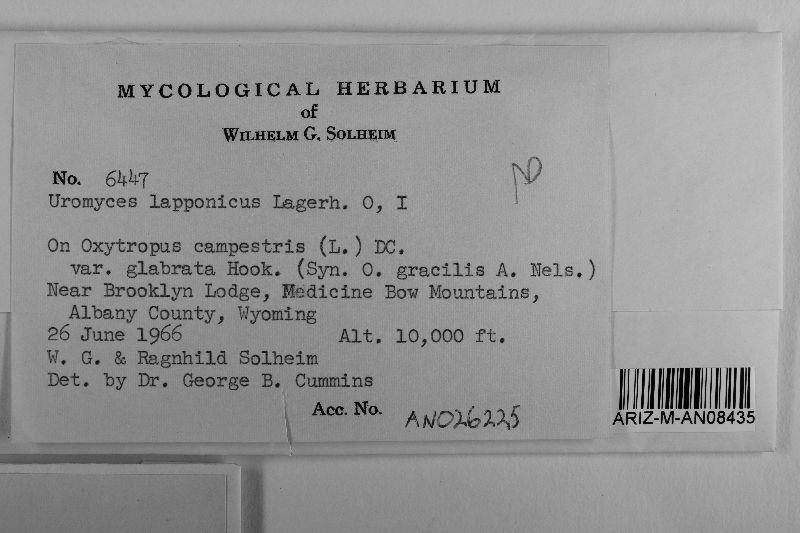 MYCOLOGICAL HERBARIUM
of
WILHELM G. SOLHEIM
No. 6447
Uromyces lapponicus Lagerh. O, I
On Oxytropus campestris (L.) DC.
var. glabrata Hook. (Syn. O. gracilis A. Nels.)
Near Brooklyn Lodge, Medicine Bow Mountains,
Albany County, Wyoming
26 June 1966 Alt. 10,000 ft.
W. G. & Ragnhild Solheim
Det. by Dr. George B. Cummins
Acc. No. AN026225
ARIZ-M-AN08435